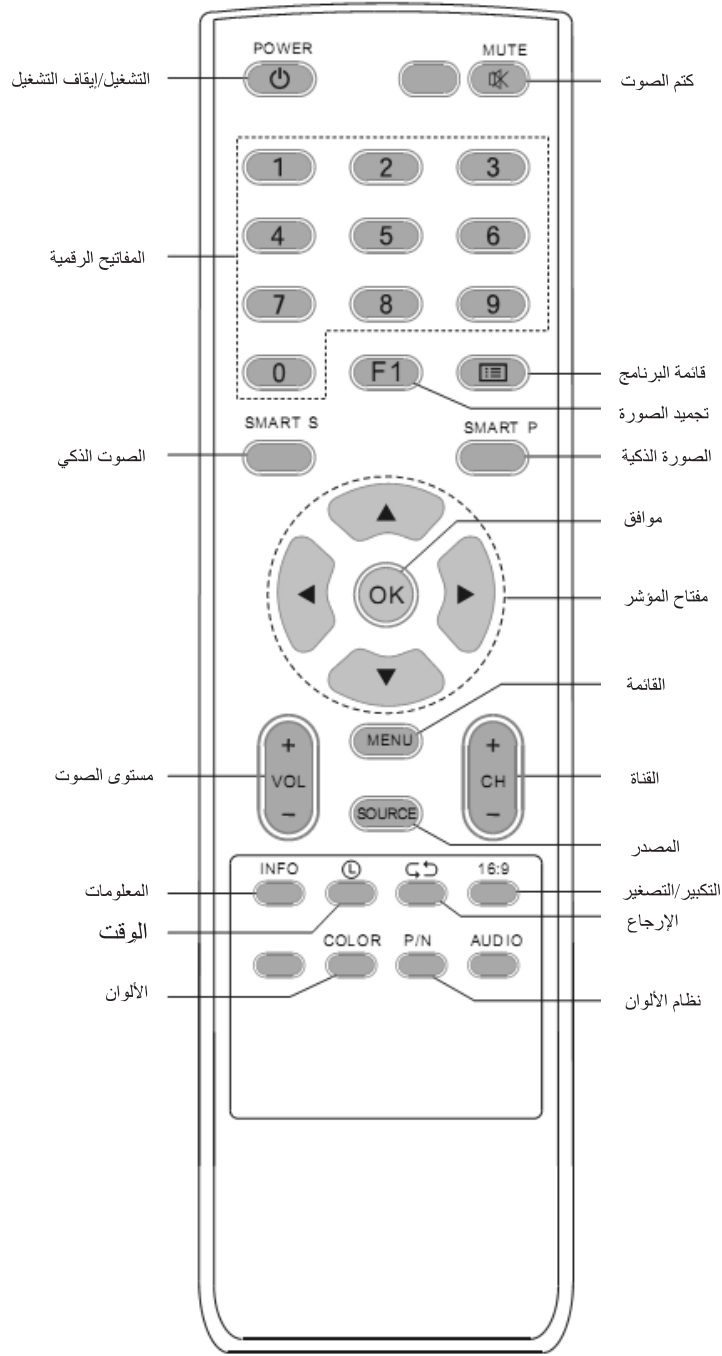 POWER MUTE
التشغيل/إيقاف التشغيل
كتم الصوت
1 2 3
4 5 6
المفاتيح الرقمية
7 8 9
0 F1
قائمة البرنامج
تجميد الصورة
SMART S SMART P
الصوت الذكي
الصورة الذكية
موافق
OK
مفتاح المؤشر
القائمة
MENU
+ +
VOL CH
- -
مستوى الصوت
القناة
SOURCE
المصدر
INFO L 16:9
المعلومات
التكبير/التصغير
الإرجاع
الوقت
COLOR P/N AUDIO
الألوان
نظام الألوان